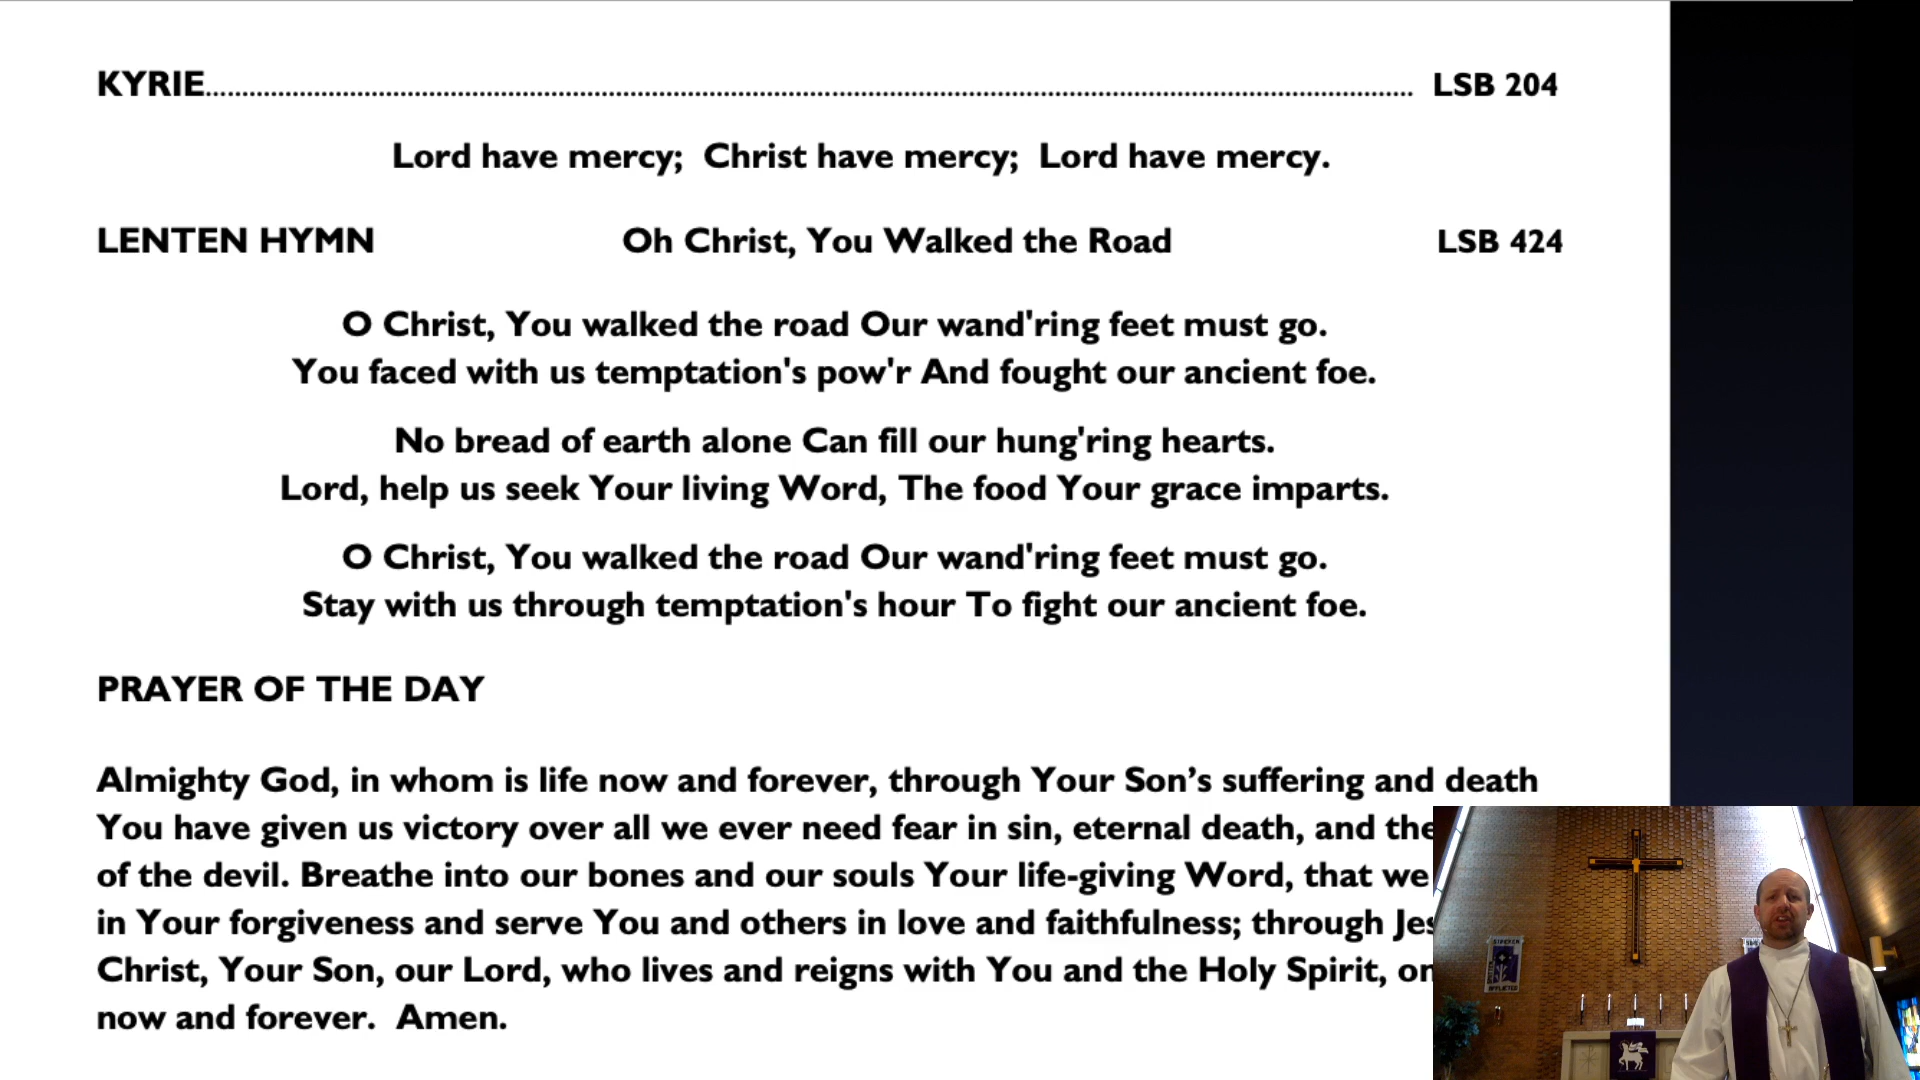 KYRIE........................................................................................................................................................ LSB 204
Lord have mercy;  Christ have mercy;  Lord have mercy.
LENTEN HYMN Oh Christ, You Walked the Road LSB 424
O Christ, You walked the road Our wand'ring feet must go.
You faced with us temptation's pow'r And fought our ancient foe.
No bread of earth alone Can fill our hung'ring hearts.
Lord, help us seek Your living Word, The food Your grace imparts.
O Christ, You walked the road Our wand'ring feet must go.
Stay with us through temptation's hour To fight our ancient foe.
PRAYER OF THE DAY
Almighty God, in whom is life now and forever, through Your Son’s suffering and death
You have given us victory over all we ever need fear in sin, eternal death, and the
of the devil. Breathe into our bones and our souls Your life-giving Word, that we
in Your forgiveness and serve You and others in love and faithfulness; through Jes
Christ, Your Son, our Lord, who lives and reigns with You and the Holy Spirit, on
now and forever.  Amen.